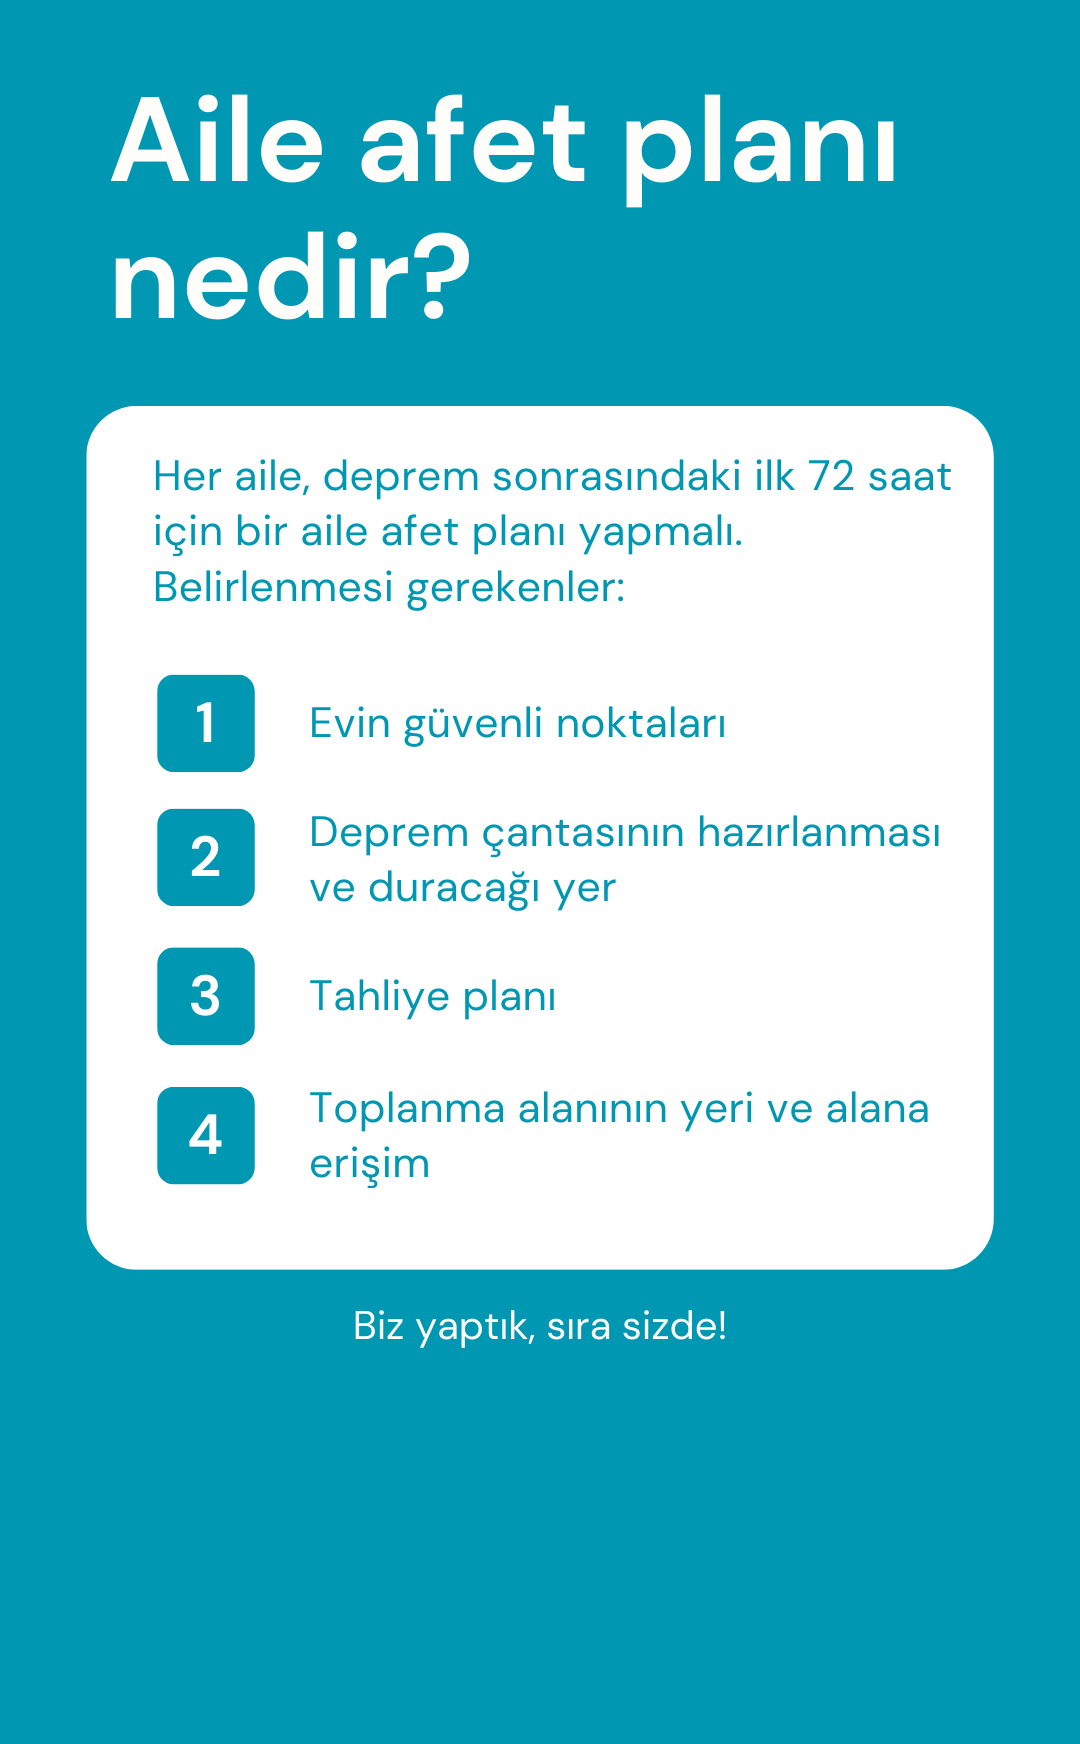 Aile afet planı
nedir?
Her aile, deprem sonrasındaki ilk 72 saat
için bir aile afet planı yapmalı.
Belirlenmesi gerekenler:
1 Evin güvenli noktaları
2 Deprem çantasının hazırlanması
ve duracağı yer
3 Tahliye planı
4 Toplanma alanının yeri ve alana
erişim
Biz yaptık, sıra sizde!